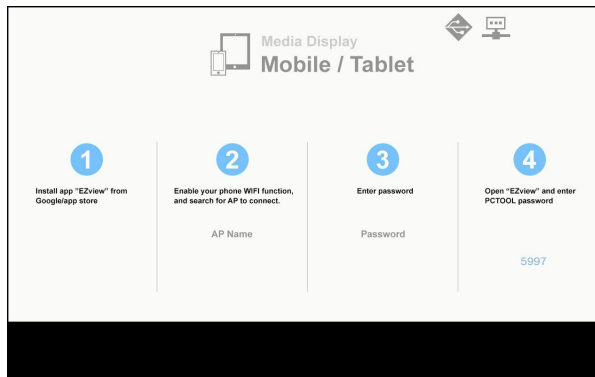 Media Display
Mobile / Tablet
1
Install app "EZview" from
Google/app store
2
Enable your phone WIFI function,
and search for AP to connect.
AP Name
3
Enter password
Password
4
Open "EZview" and enter
PCTOOL password
5997